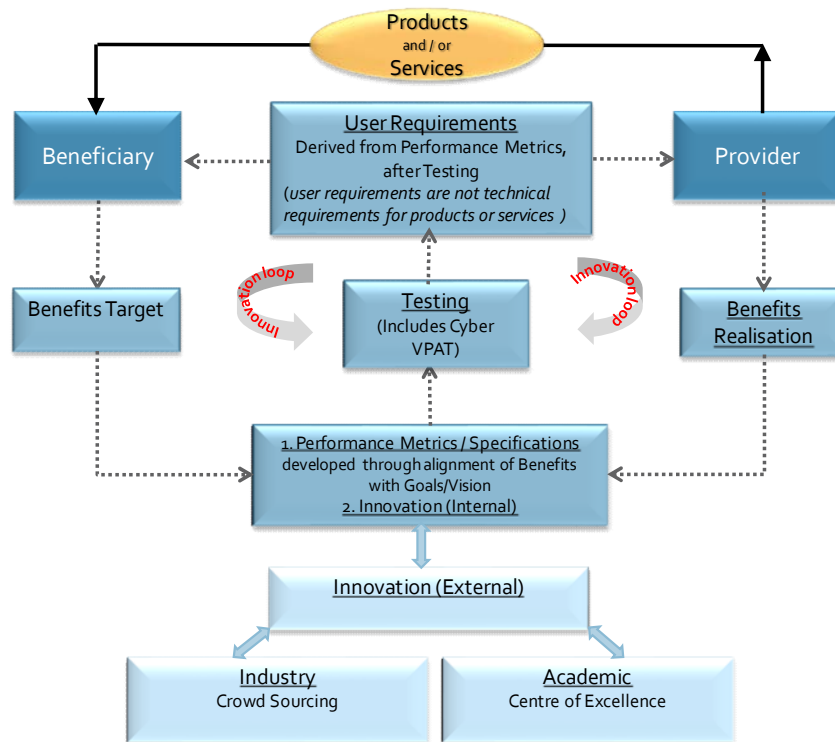 Products
and / or
Services
Beneficiary
User Requirements
Derived from Performance Metrics,
after Testing
(user requirements are not technical
requirements for products or services )
Provider
Innovation loop
Innovation loop
Benefits Target
Testing
(Includes Cyber
VPAT)
Benefits
Realisation
1. Performance Metrics / Specifications
developed through alignment of Benefits
with Goals/Vision
2. Innovation (Internal)
Innovation (External)
Industry
Crowd Sourcing
Academic
Centre of Excellence